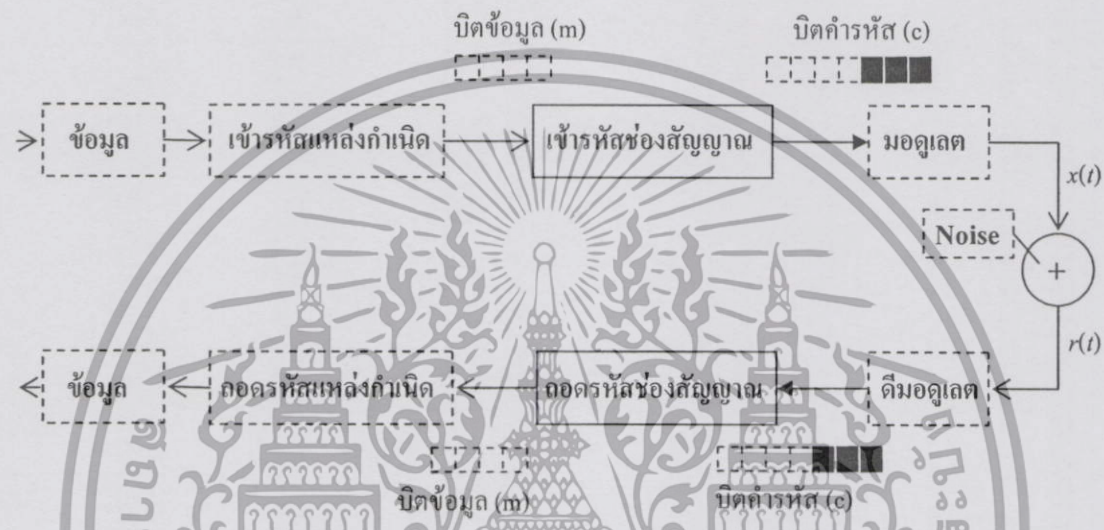 บิตข้อมูล (m)
บิตคำรหัส (c)
ข้อมูล
เข้ารหัสแหล่งกำเนิด
เข้ารหัสช่องสัญญาณ
มอดูเลต
x(t)
Noise
+
r(t)
ข้อมูล
ถอดรหัสแหล่งกำเนิด
ถอดรหัสช่องสัญญาณ
ดีมอดูเลต
บิตข้อมูล (m)
บิตคำรหัส (c)